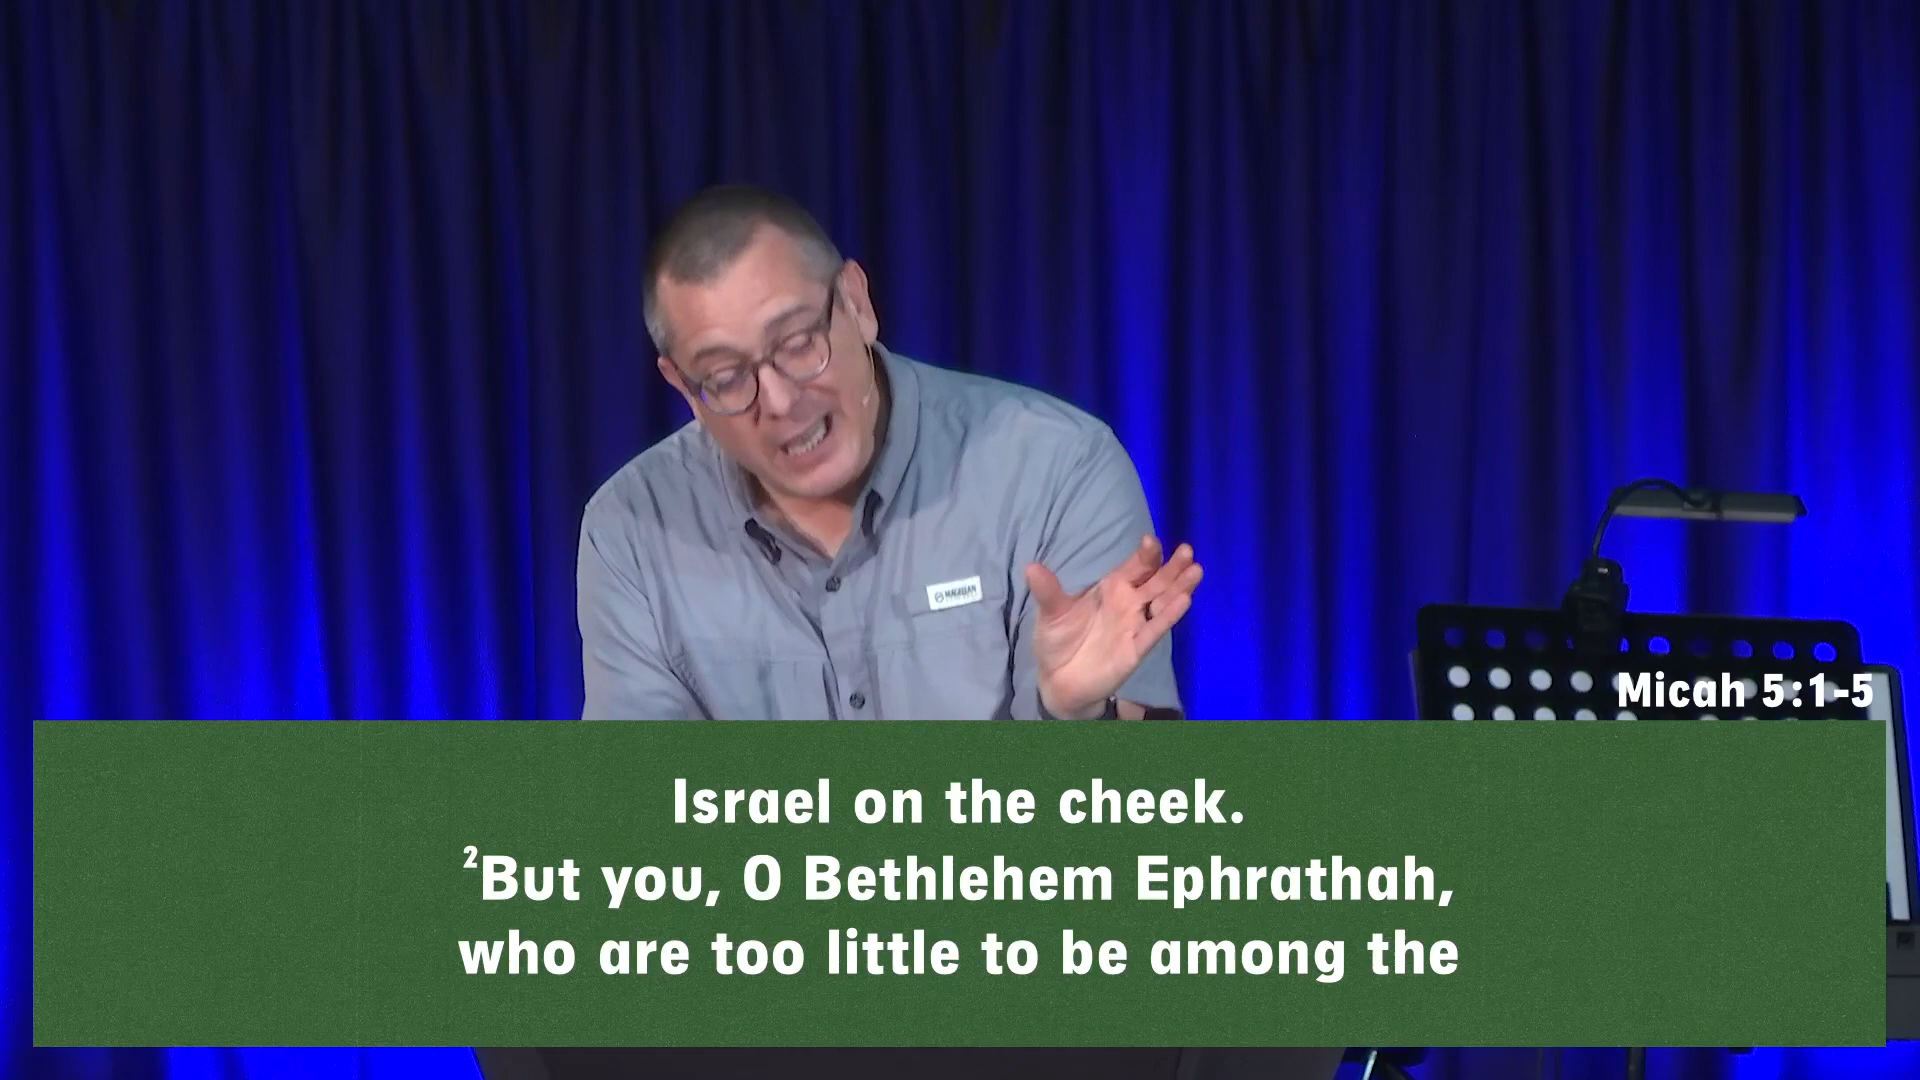 MAGELLAN
Micah 5:1-5
Israel on the cheek.
²But you, O Bethlehem Ephrathah,
who are too little to be among the